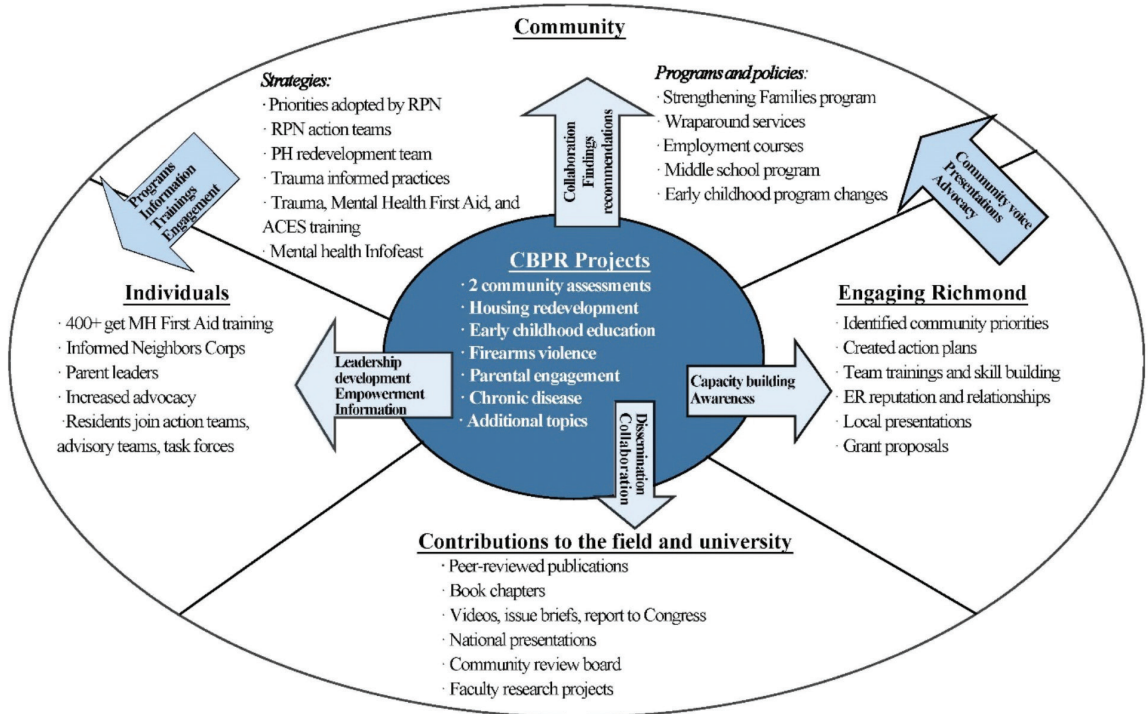 Community
Strategies:
· Priorities adopted by RPN
· RPN action teams
· PH redevelopment team
· Trauma informed practices
· Trauma, Mental Health First Aid, and
ACES training
· Mental health Infofeast
Collaboration
Findings
recommendations
Programs and policies:
· Strengthening Families program
· Wraparound services
· Employment courses
· Middle school program
· Early childhood program changes
Programs
Information
Trainings
Engagement
Community voice
Presentations
Advocacy
Individuals
· 400+ get MH First Aid training
· Informed Neighbors Corps
· Parent leaders
· Increased advocacy
·Residents join action teams,
advisory teams, task forces
Leadership
development
Empowerment
Information
CBPR Projects
· 2 community assessments
· Housing redevelopment
· Early childhood education
· Firearms violence
· Parental engagement
· Chronic disease
· Additional topics
Capacity building
Awareness
Engaging Richmond
· Identified community priorities
· Created action plans
· Team trainings and skill building
· ER reputation and relationships
· Local presentations
· Grant proposals
Dissemination
Collaboration
Contributions to the field and university
· Peer-reviewed publications
· Book chapters
· Videos, issue briefs, report to Congress
· National presentations
· Community review board
· Faculty research projects